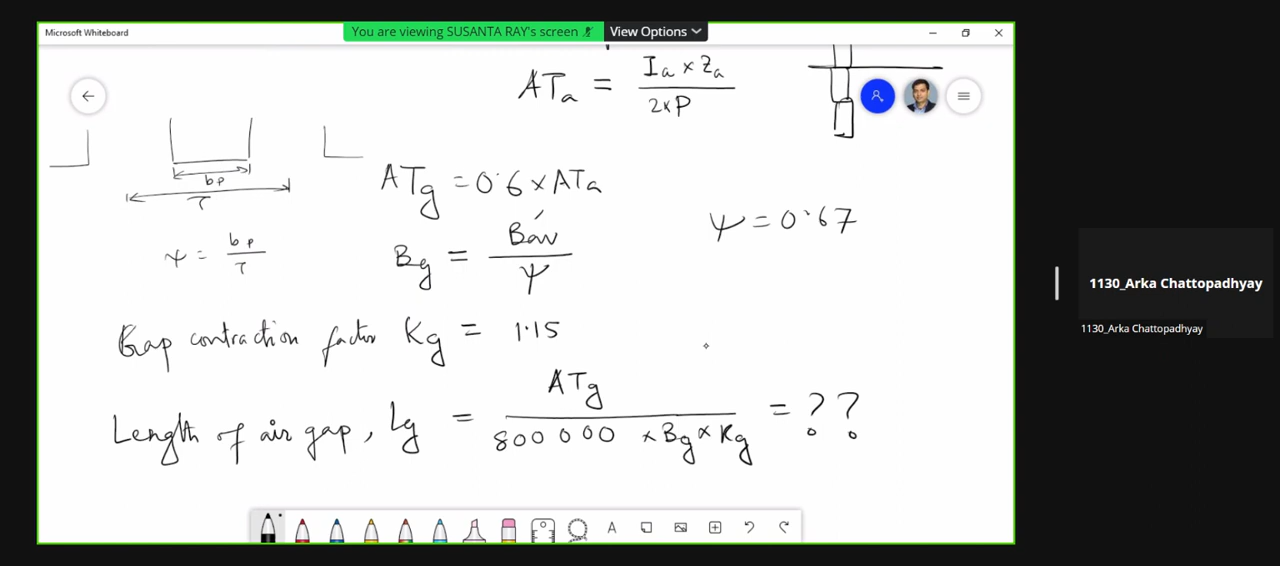 Microsoft Whiteboard
You are viewing SUSANTA RAY's screen
View Options
ATa = Ia × Za / 2×P
bp
τ
ATg = 0.6 × ATa
ψ = 0.67
ψ = bp / τ
Bg = Bav / ψ
Gap contraction factor Kg = 1.15
Length of air gap, Lg = ATg / 800 000 × Bg × Kg = ??
1130_Arka Chattopadhyay
1130_Arka Chattopadhyay
A